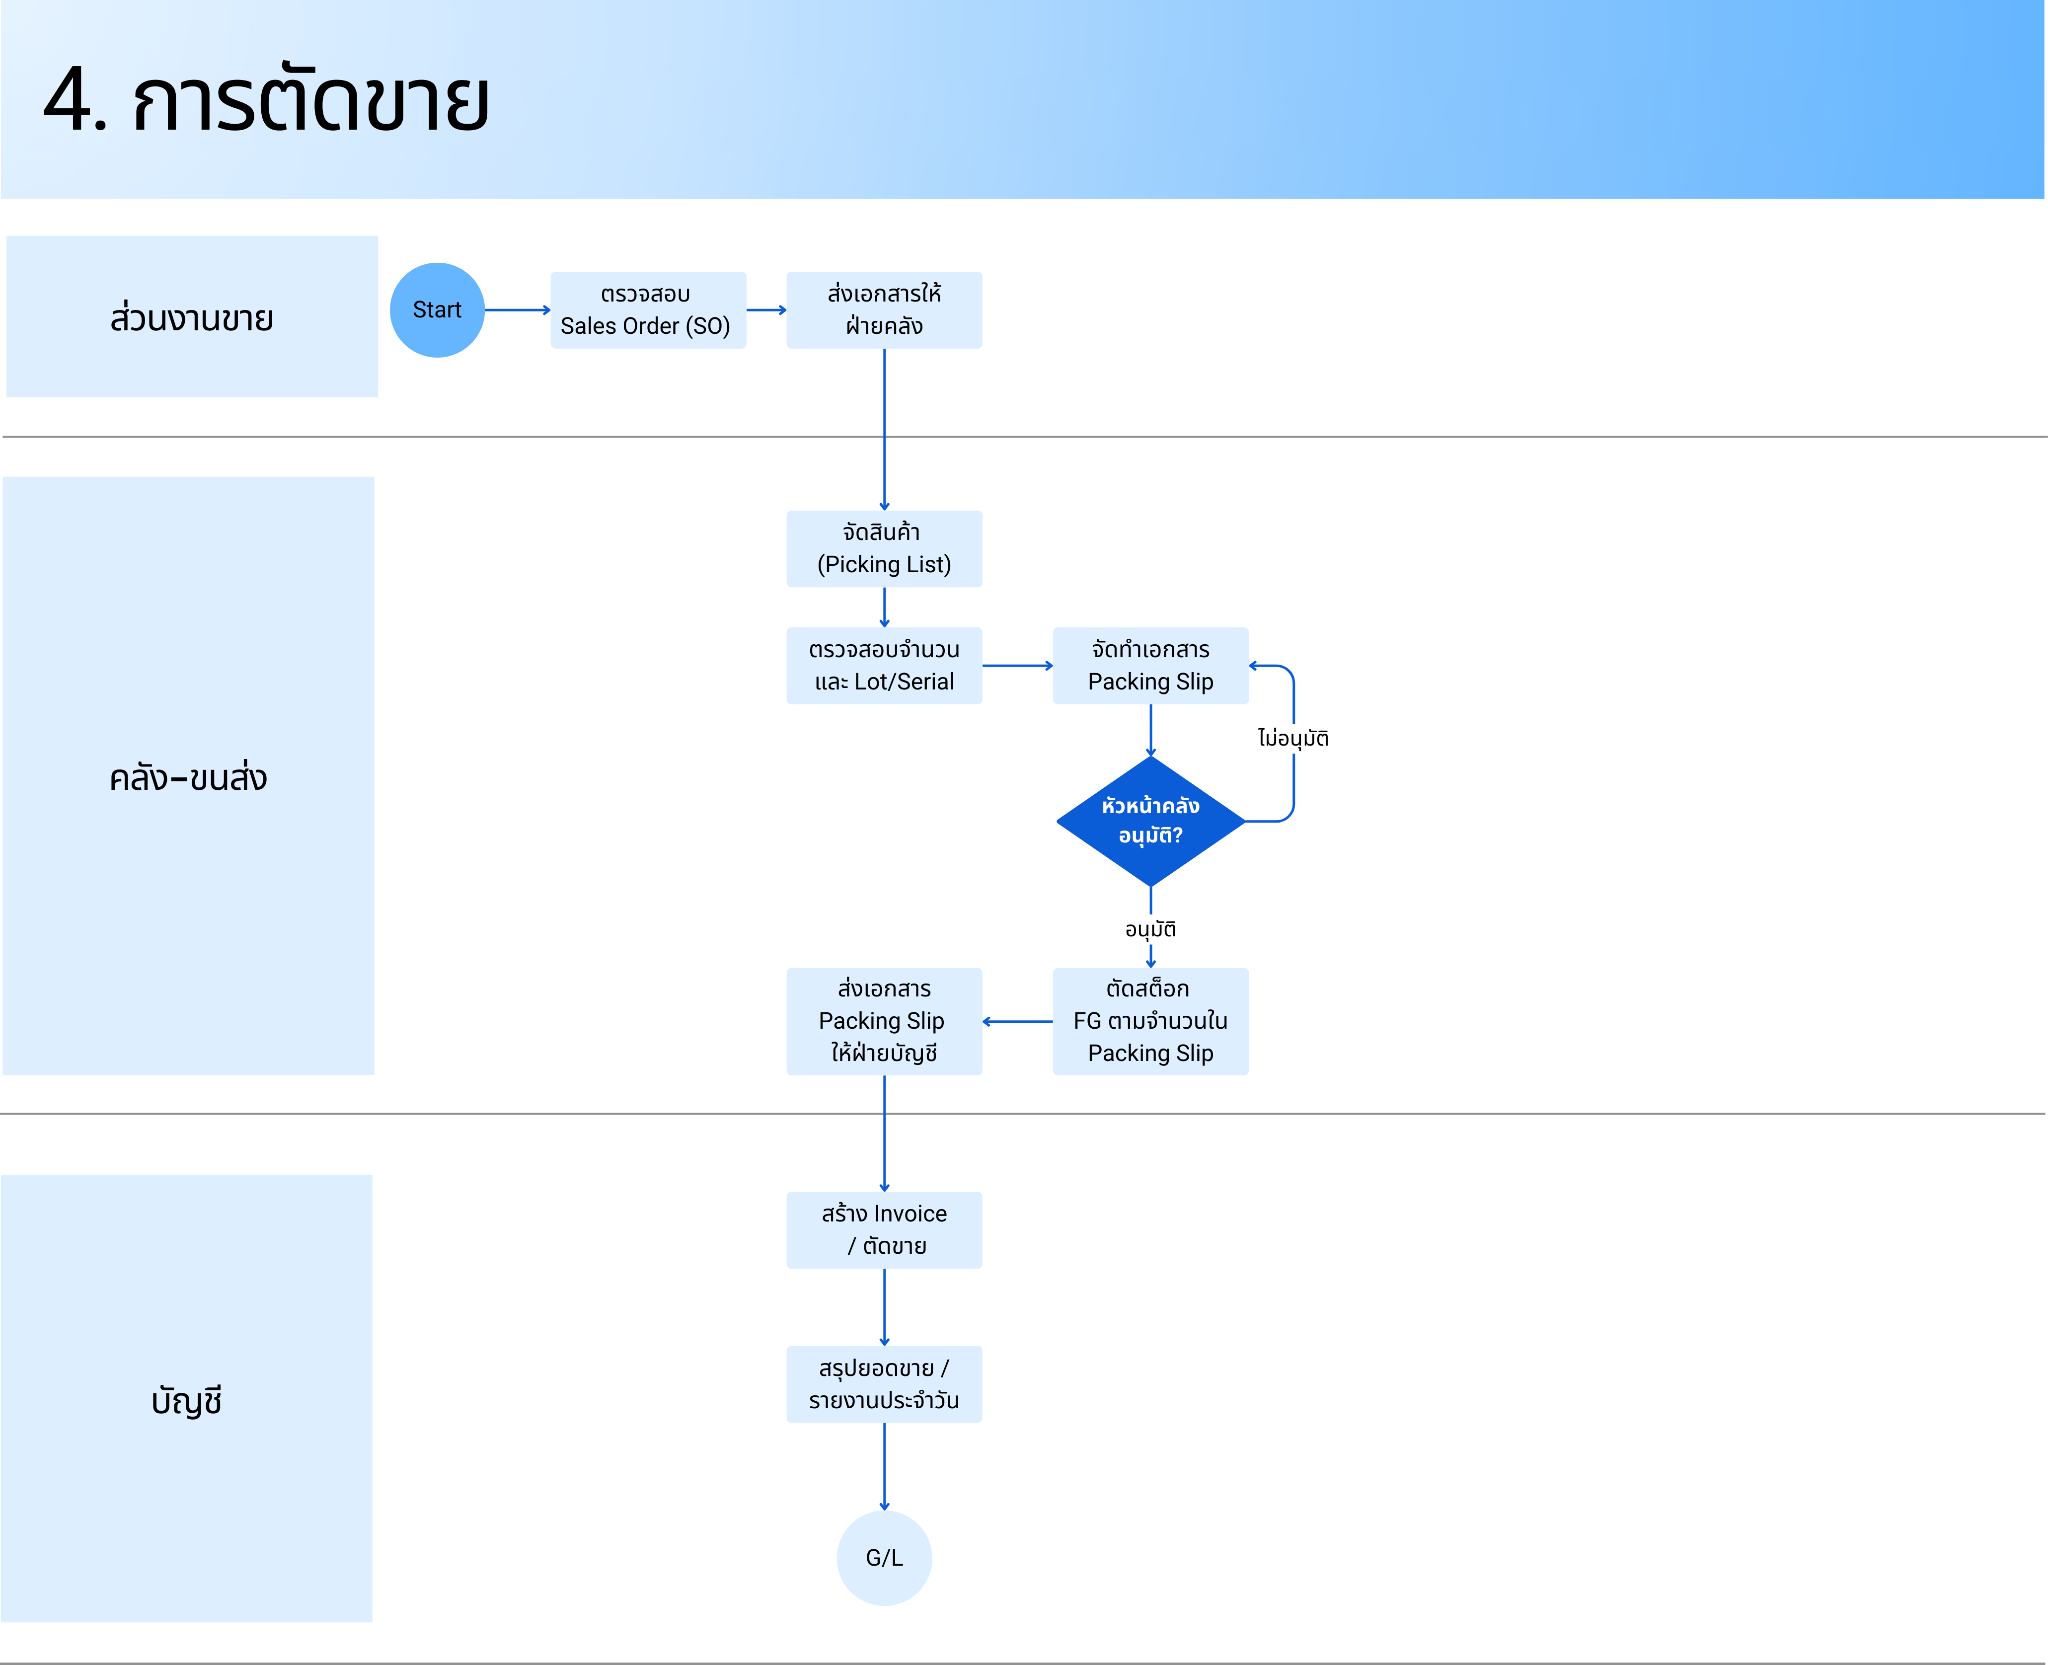 4. การตัดขาย
ส่วนงานขาย
Start
ตรวจสอบ
Sales Order (SO)
ส่งเอกสารให้
ฝ่ายคลัง
คลัง-ขนส่ง
จัดสินค้า
(Picking List)
ตรวจสอบจำนวน
และ Lot/Serial
จัดทำเอกสาร
Packing Slip
ไม่อนุมัติ
หัวหน้าคลัง
อนุมัติ?
อนุมัติ
ตัดสต็อก
FG ตามจำนวนใน
Packing Slip
ส่งเอกสาร
Packing Slip
ให้ฝ่ายบัญชี
บัญชี
สร้าง Invoice
/ ตัดขาย
สรุปยอดขาย /
รายงานประจำวัน
G/L